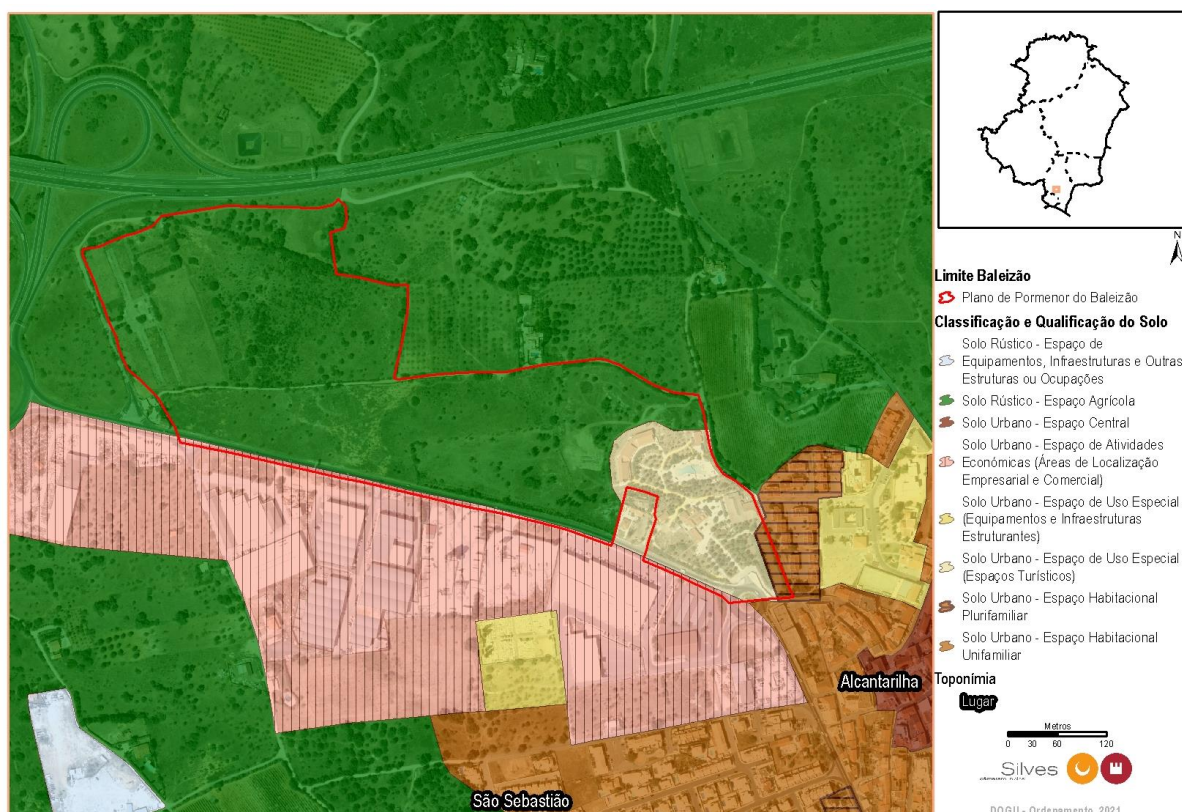 N
Limite Baleizão
Plano de Pormenor do Baleizão
Classificação e Qualificação do Solo
Solo Rústico - Espaço de
Equipamentos, Infraestruturas e Outras
Estruturas ou Ocupações
Solo Rústico - Espaço Agrícola
Solo Urbano - Espaço Central
Solo Urbano - Espaço de Atividades
Económicas (Áreas de Localização
Empresarial e Comercial)
Solo Urbano - Espaço de Uso Especial
(Equipamentos e Infraestruturas
Estruturantes)
Solo Urbano - Espaço de Uso Especial
(Espaços Turísticos)
Solo Urbano - Espaço Habitacional
Plurifamiliar
Solo Urbano - Espaço Habitacional
Unifamiliar
Toponímia
Lugar
Alcantarilha
São Sebastião
Metros
0 30 60 120
Silves
DOGU - Ordenamento, 2021